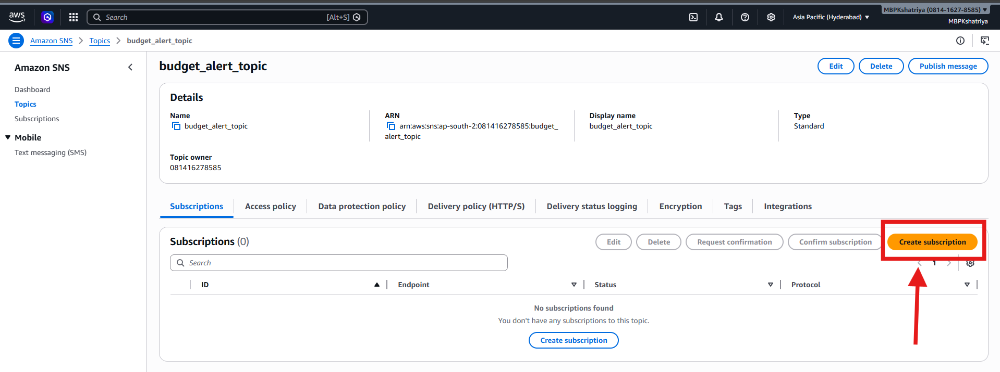 MBPKshatriya (0814-1627-8585)
aws
Search [Alt+S]
Asia Pacific (Hyderabad)
MBPKshatriya
Amazon SNS Topics budget_alert_topic
Amazon SNS
Dashboard
Topics
Subscriptions
Mobile
Text messaging (SMS)
budget_alert_topic
Edit Delete Publish message
Details
Name
budget_alert_topic
ARN
arn:aws:sns:ap-south-2:081416278585:budget_
alert_topic
Display name
budget_alert_topic
Type
Standard
Topic owner
081416278585
Subscriptions Access policy Data protection policy Delivery policy (HTTP/S) Delivery status logging Encryption Tags Integrations
Subscriptions (0)
Edit Delete Request confirmation Confirm subscription Create subscription
Search
1
ID Endpoint Status Protocol
No subscriptions found
You don't have any subscriptions to this topic.
Create subscription